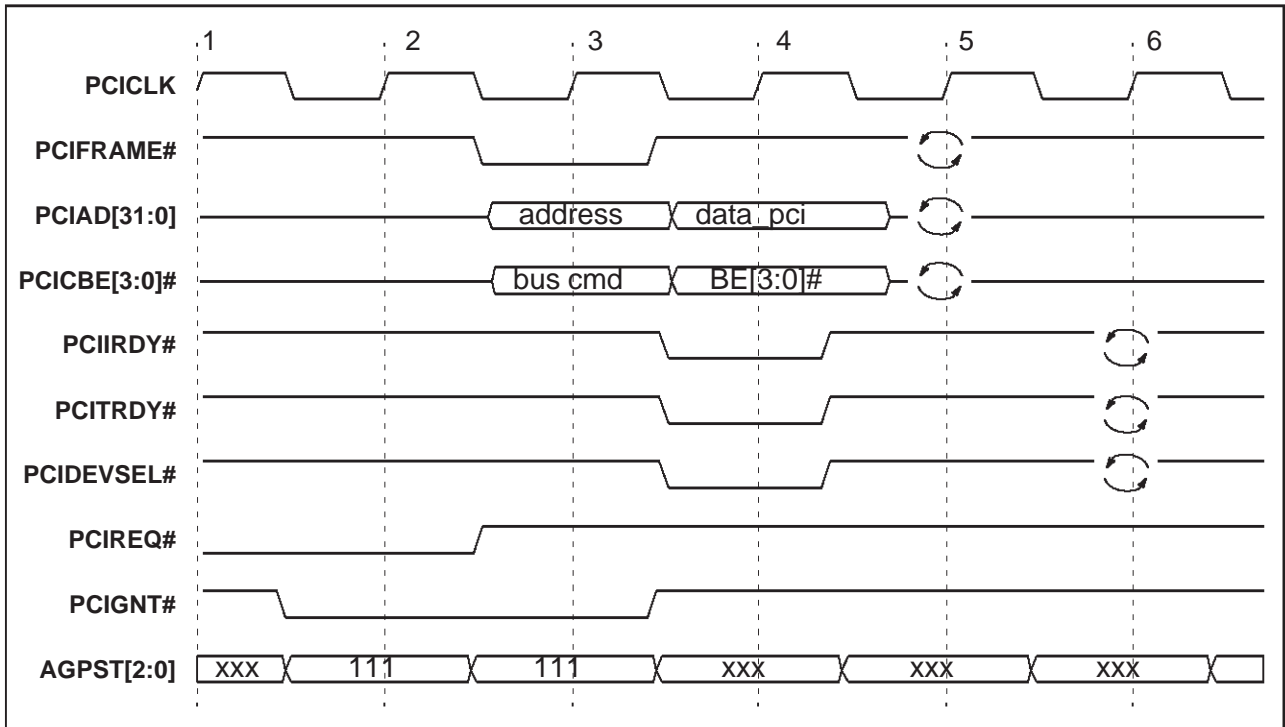 1 2 3 4 5 6
PCICLK
PCIFRAME#
PCIAD[31:0] address data_pci
PCICBE[3:0]# bus cmd BE[3:0]#
PCIIRDY#
PCITRDY#
PCIDEVSEL#
PCIREQ#
PCIGNT#
AGPST[2:0] xxx 111 111 xxx xxx xxx